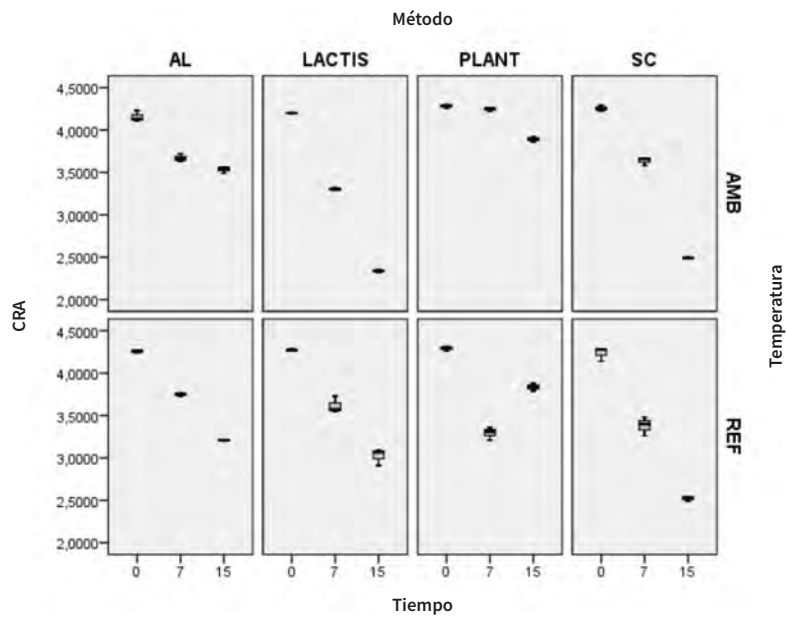 Método
AL LACTIS PLANT SC
4,5000
4,0000
3,5000
3,0000
2,5000
2,0000
AMB
CRA
Temperatura
4,5000
4,0000
3,5000
3,0000
2,5000
2,0000
REF
0 7 15 0 7 15 0 7 15 0 7 15
Tiempo